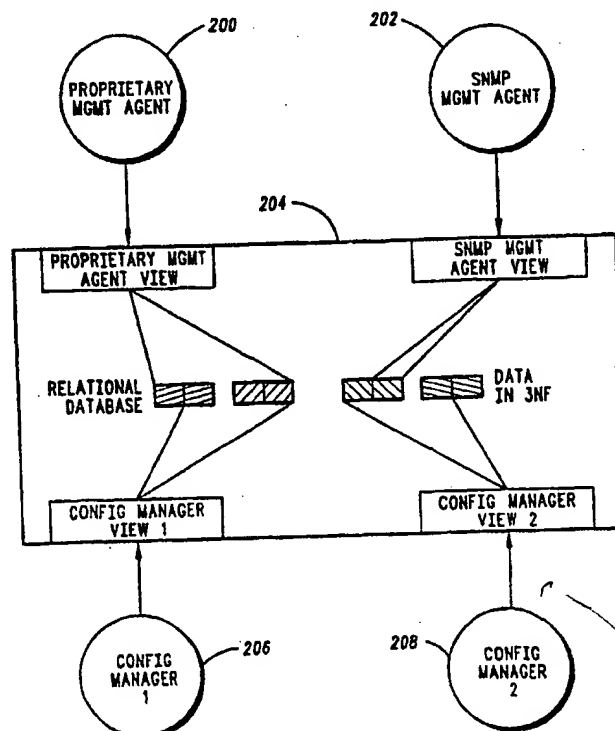 200
202
PROPRIETARY
MGMT AGENT
SNMP
MGMT AGENT
204
PROPRIETARY MGMT
AGENT VIEW
SNMP MGMT
AGENT VIEW
RELATIONAL
DATABASE
DATA
IN 3NF
CONFIG MANAGER
VIEW 1
CONFIG MANAGER
VIEW 2
CONFIG
MANAGER
1
206
208
CONFIG
MANAGER
2